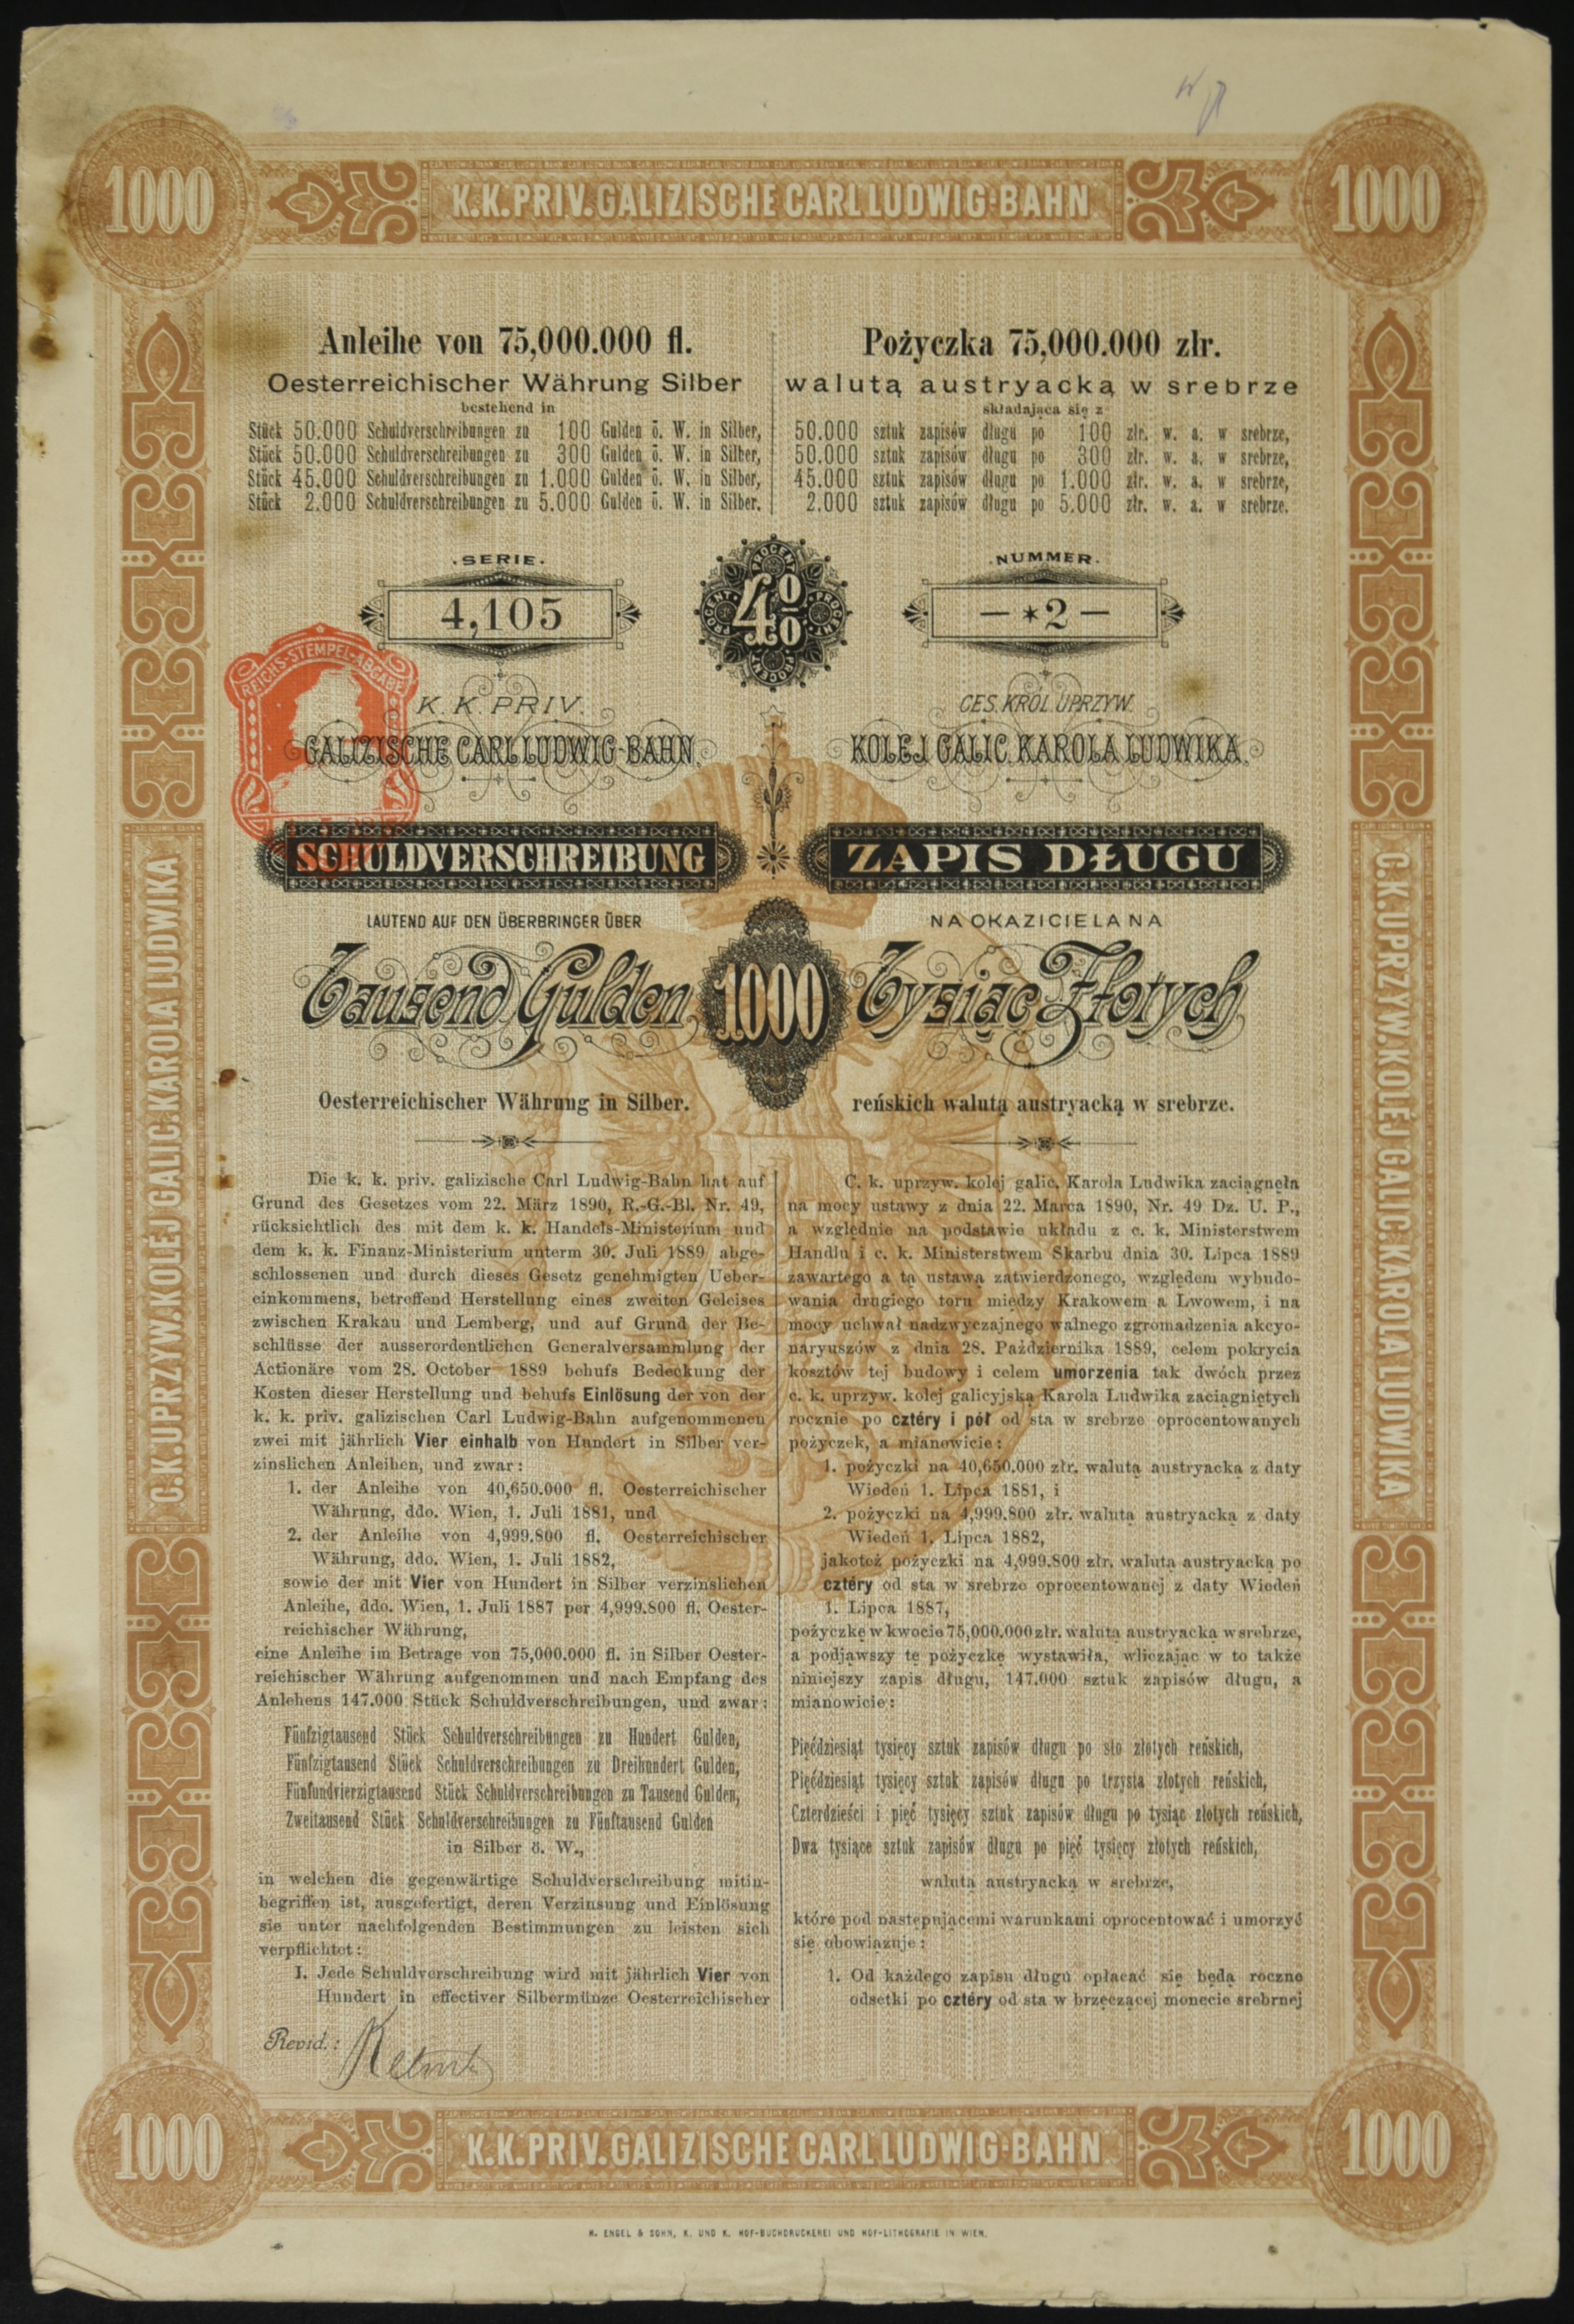 1000
K.K. PRIV. GALIZISCHE CARL LUDWIG-BAHN
1000
Anleihe von 75,000.000 fl.
Oesterreichischer Währung Silber
bestehend in
Stück 50.000 Schuldverschreibungen zu 100 Gulden ö. W. in Silber,
Stück 50.000 Schuldverschreibungen zu 300 Gulden ö. W. in Silber,
Stück 45.000 Schuldverschreibungen zu 1.000 Gulden ö. W. in Silber,
Stück 2.000 Schuldverschreibungen zu 5.000 Gulden ö. W. in Silber.
Pożyczka 75,000.000 złr.
walutą austryacką w srebrze
składająca się z
50.000 sztuk zapisów długu po 100 złr. w. a. w srebrze,
50.000 sztuk zapisów długu po 300 złr. w. a. w srebrze,
45.000 sztuk zapisów długu po 1.000 złr. w. a. w srebrze,
2.000 sztuk zapisów długu po 5.000 złr. w. a. w srebrze.
SERIE.
4,105
4%
PROCENT PROCENT PROCENT PROCENT
NUMMER.
— *2 —
REICHS-STEMPEL-ABGABE
K. K. PRIV.
GALIZISCHE CARL LUDWIG-BAHN.
CES. KRÓL. UPRZYW.
KOLEJ GALIC. KAROLA LUDWIKA.
SCHULDVERSCHREIBUNG
ZAPIS DŁUGU
LAUTEND AUF DEN ÜBERBRINGER ÜBER
NA OKAZICIELA NA
Tausend Gulden
1000
Tysiąc Złotych
Oesterreichischer Währung in Silber.
reńskich walutą austryacką w srebrze.
Die k. k. priv. galizische Carl Ludwig-Bahn hat auf
Grund des Gesetzes vom 22. März 1890, R.-G.-Bl. Nr. 49,
rücksichtlich des mit dem k. k. Handels-Ministerium und
dem k. k. Finanz-Ministerium unterm 30. Juli 1889 abge-
schlossenen und durch dieses Gesetz genehmigten Ueber-
einkommens, betreffend Herstellung eines zweiten Geleises
zwischen Krakau und Lemberg, und auf Grund der Be-
schlüsse der ausserordentlichen Generalversammlung der
Actionäre vom 28. October 1889 behufs Bedeckung der
Kosten dieser Herstellung und behufs Einlösung der von der
k. k. priv. galizischen Carl Ludwig-Bahn aufgenommenen
zwei mit jährlich Vier einhalb von Hundert in Silber ver-
zinslichen Anleihen, und zwar:
1. der Anleihe von 40,650.000 fl. Oesterreichischer
Währung, ddo. Wien, 1. Juli 1881, und
2. der Anleihe von 4,999.800 fl. Oesterreichischer
Währung, ddo. Wien, 1. Juli 1882,
sowie der mit Vier von Hundert in Silber verzinslichen
Anleihe, ddo. Wien, 1. Juli 1887 per 4,999.800 fl. Oester-
reichischer Währung,
eine Anleihe im Betrage von 75,000.000 fl. in Silber Oester-
reichischer Währung aufgenommen und nach Empfang des
Anlehens 147.000 Stück Schuldverschreibungen, und zwar:
Fünfzigtausend Stück Schuldverschreibungen zu Hundert Gulden,
Fünfzigtausend Stück Schuldverschreibungen zu Dreihundert Gulden,
Fünfundvierzigtausend Stück Schuldverschreibungen zu Tausend Gulden,
Zweitausend Stück Schuldverschreibungen zu Fünftausend Gulden
in Silber ö. W.,
in welchen die gegenwärtige Schuldverschreibung mitin-
begriffen ist, ausgefertigt, deren Verzinsung und Einlösung
sie unter nachfolgenden Bestimmungen zu leisten sich
verpflichtet:
I. Jede Schuldverschreibung wird mit jährlich Vier von
Hundert in effectiver Silbermünze Oesterreichischer
C. k. uprzyw. kolej galic. Karola Ludwika zaciągnęła
na mocy ustawy z dnia 22. Marca 1890, Nr. 49 Dz. U. P.,
a względnie na podstawie układu z c. k. Ministerstwem
Handlu i c. k. Ministerstwem Skarbu dnia 30. Lipca 1889
zawartego a tą ustawą zatwierdzonego, względem wybudo-
wania drugiego toru między Krakowem a Lwowem, i na
mocy uchwał nadzwyczajnego walnego zgromadzenia akcyo-
naryuszów z dnia 28. Października 1889, celem pokrycia
kosztów tej budowy i celem umorzenia tak dwóch przez
c. k. uprzyw. kolej galicyjską Karola Ludwika zaciągniętych
rocznie po cztéry i pół od sta w srebrze oprocentowanych
pożyczek, a mianowicie:
1. pożyczki na 40,650.000 złr. walutą austryacką z daty
Wiedeń 1. Lipca 1881, i
2. pożyczki na 4,999.800 złr. walutą austryacką z daty
Wiedeń 1. Lipca 1882,
jakoteż pożyczki na 4,999.800 złr. walutą austryacką po
cztéry od sta w srebrze oprocentowanej z daty Wiedeń
1. Lipca 1887,
pożyczkę w kwocie 75,000.000 złr. walutą austryacką w srebrze,
a podjąwszy tę pożyczkę wystawiła, wliczając w to także
niniejszy zapis długu, 147.000 sztuk zapisów długu, a
mianowicie:
Pięćdziesiąt tysięcy sztuk zapisów długu po sto złotych reńskich,
Pięćdziesiąt tysięcy sztuk zapisów długu po trzysta złotych reńskich,
Czterdzieści i pięć tysięcy sztuk zapisów długu po tysiąc złotych reńskich,
Dwa tysiące sztuk zapisów długu po pięć tysięcy złotych reńskich,
walutą austryacką w srebrze,
które pod następującemi warunkami oprocentować i umorzyć
się obowiązuje:
1. Od każdego zapisu długu opłacać się będą roczne
odsetki po cztéry od sta w brzęczącej monecie srebrnej
Revid.:
C.K. UPRZYW. KOLEJ GALIC. KAROLA LUDWIKA
C.K. UPRZYW. KOLEJ GALIC. KAROLA LUDWIKA
1000
K.K. PRIV. GALIZISCHE CARL LUDWIG-BAHN
1000
H. ENGEL & SOHN, K. UND K. HOF-BUCHDRUCKEREI UND HOF-LITHOGRAFIE IN WIEN.